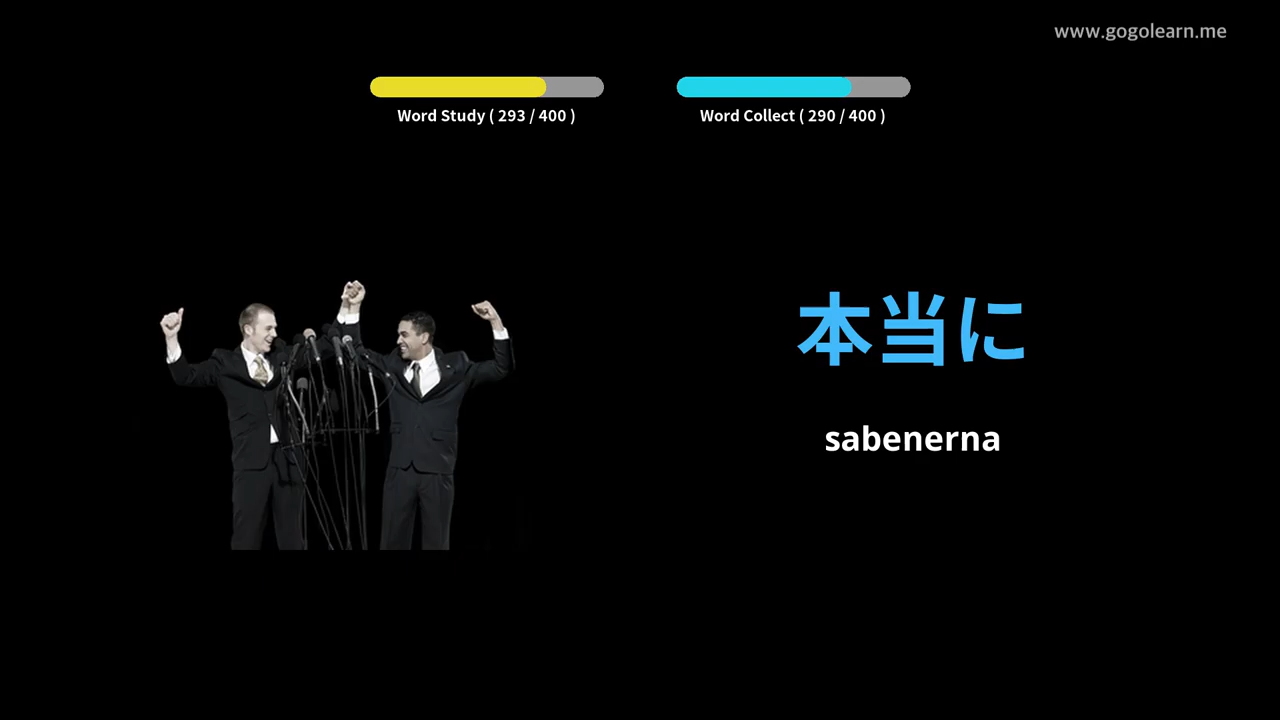 www.gogolearn.me
Word Study ( 293 / 400 )
Word Collect ( 290 / 400 )
本当に
sabenerna